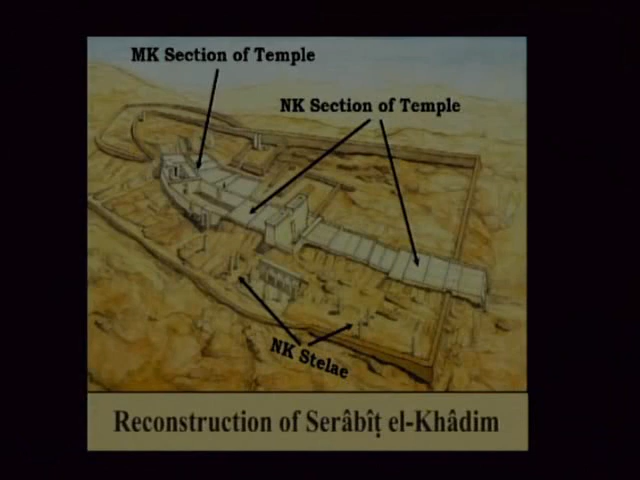 MK Section of Temple
NK Section of Temple
NK Stelae
Reconstruction of Serâbîṭ el-Khâdim